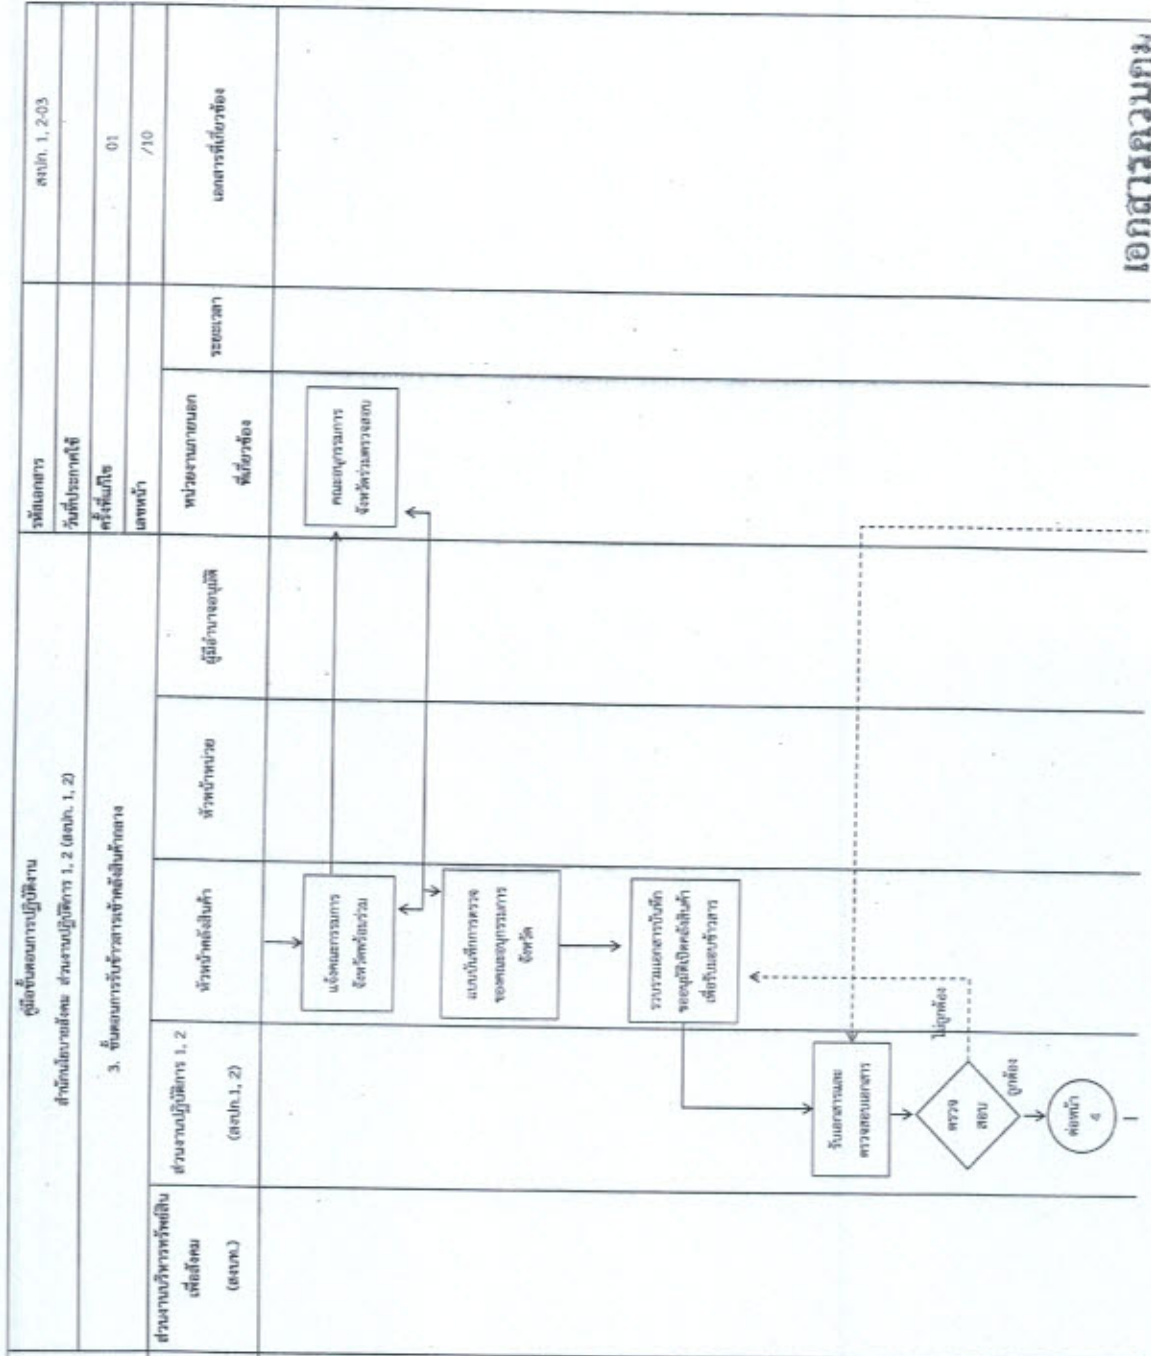 คู่มือขั้นตอนการปฏิบัติงาน
สำนักนโยบายสังคม ส่วนงานปฏิบัติการ 1, 2 (สงปก. 1, 2)
3. ขั้นตอนการรับข้าวสารเข้าคลังสินค้ากลาง
รหัสเอกสาร
สงปก. 1, 2-03
วันที่ประกาศใช้
ครั้งที่แก้ไข
01
เลขหน้า
/10
ส่วนงานบริหารทรัพย์สิน
เพื่อสังคม
(สงบท.)
ส่วนงานปฏิบัติการ 1, 2
(สงปก.1, 2)
หัวหน้าคลังสินค้า
หัวหน้าหน่วย
ผู้มีอำนาจอนุมัติ
หน่วยงานภายนอก
ที่เกี่ยวข้อง
ระยะเวลา
เอกสารที่เกี่ยวข้อง
แจ้งคณะกรรมการ
จังหวัดพร้อมร่วม
คณะอนุกรรมการ
จังหวัดร่วมตรวจสอบ
แบบบันทึกการตรวจ
ของคณะอนุกรรมการ
จังหวัด
รวบรวมเอกสารบันทึก
ขออนุมัติเปิดคลังสินค้า
เพื่อรับมอบข้าวสาร
รับเอกสารและ
ตรวจสอบเอกสาร
ตรวจ
สอบ
ไม่ถูกต้อง
ถูกต้อง
ต่อหน้า
4